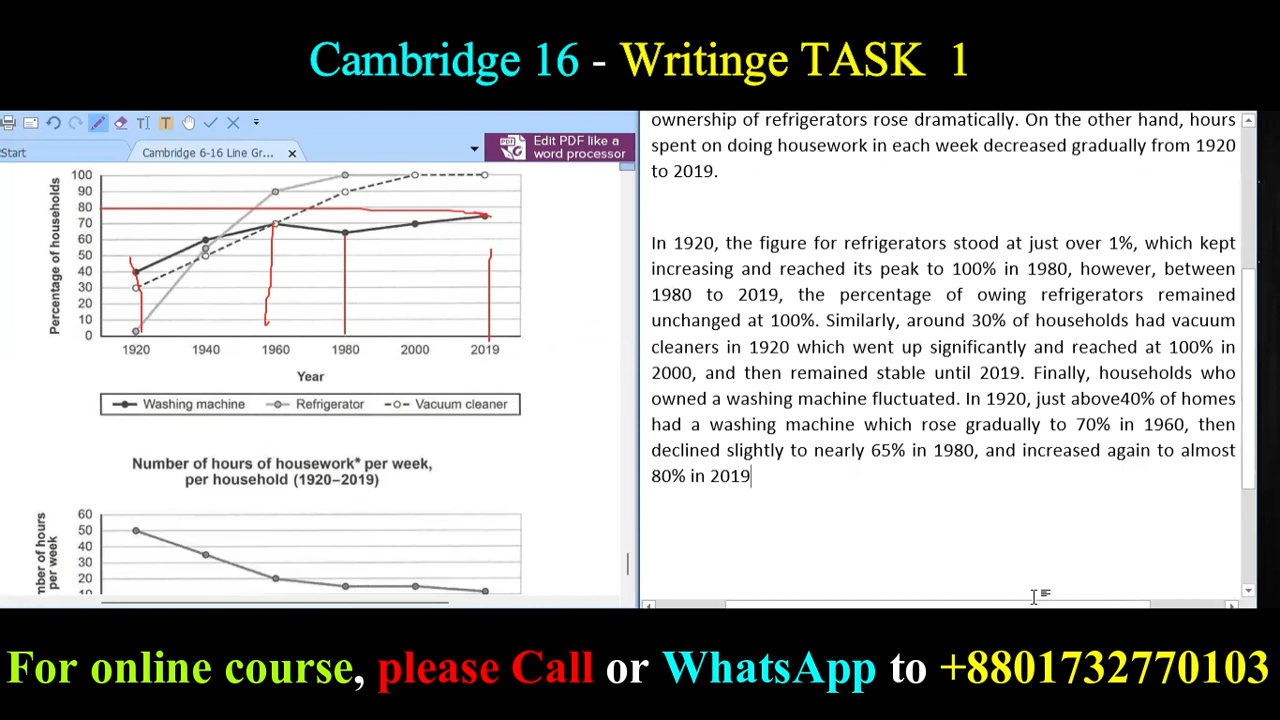 Cambridge 16 - Writinge TASK 1
Start
Cambridge 6-16 Line Gr...
Edit PDF like a
word processor
100
90
80
70
60
50
40
30
20
10
0
Percentage of households
1920 1940 1960 1980 2000 2019
Year
Washing machine Refrigerator Vacuum cleaner
Number of hours of housework* per week,
per household (1920–2019)
60
50
40
30
20
10
mber of hours
per week
ownership of refrigerators rose dramatically. On the other hand, hours
spent on doing housework in each week decreased gradually from 1920
to 2019.
In 1920, the figure for refrigerators stood at just over 1%, which kept
increasing and reached its peak to 100% in 1980, however, between
1980 to 2019, the percentage of owing refrigerators remained
unchanged at 100%. Similarly, around 30% of households had vacuum
cleaners in 1920 which went up significantly and reached at 100% in
2000, and then remained stable until 2019. Finally, households who
owned a washing machine fluctuated. In 1920, just above40% of homes
had a washing machine which rose gradually to 70% in 1960, then
declined slightly to nearly 65% in 1980, and increased again to almost
80% in 2019
For online course, please Call or WhatsApp to +8801732770103